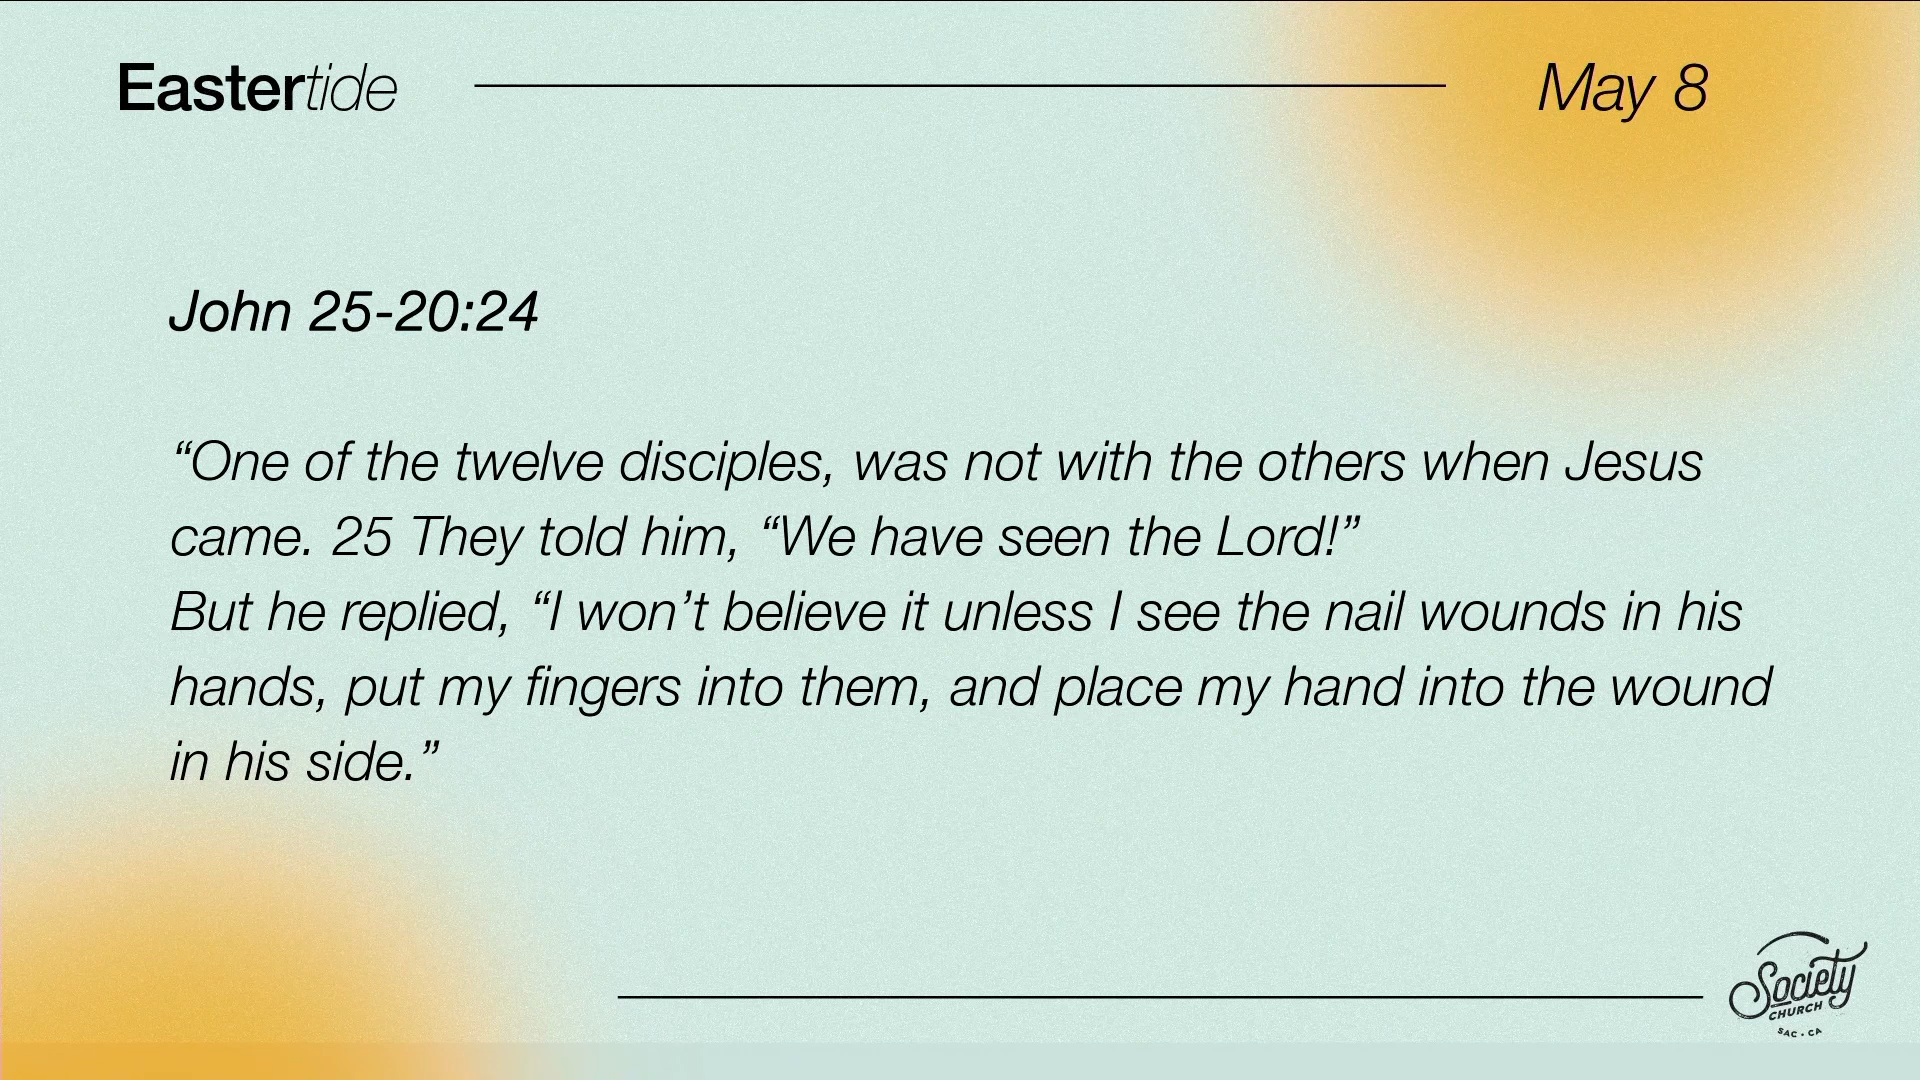 Eastertide
May 8
John 25-20:24
“One of the twelve disciples, was not with the others when Jesus
came. 25 They told him, “We have seen the Lord!”
But he replied, “I won’t believe it unless I see the nail wounds in his
hands, put my fingers into them, and place my hand into the wound
in his side.”
Society
CHURCH
SAC • CA